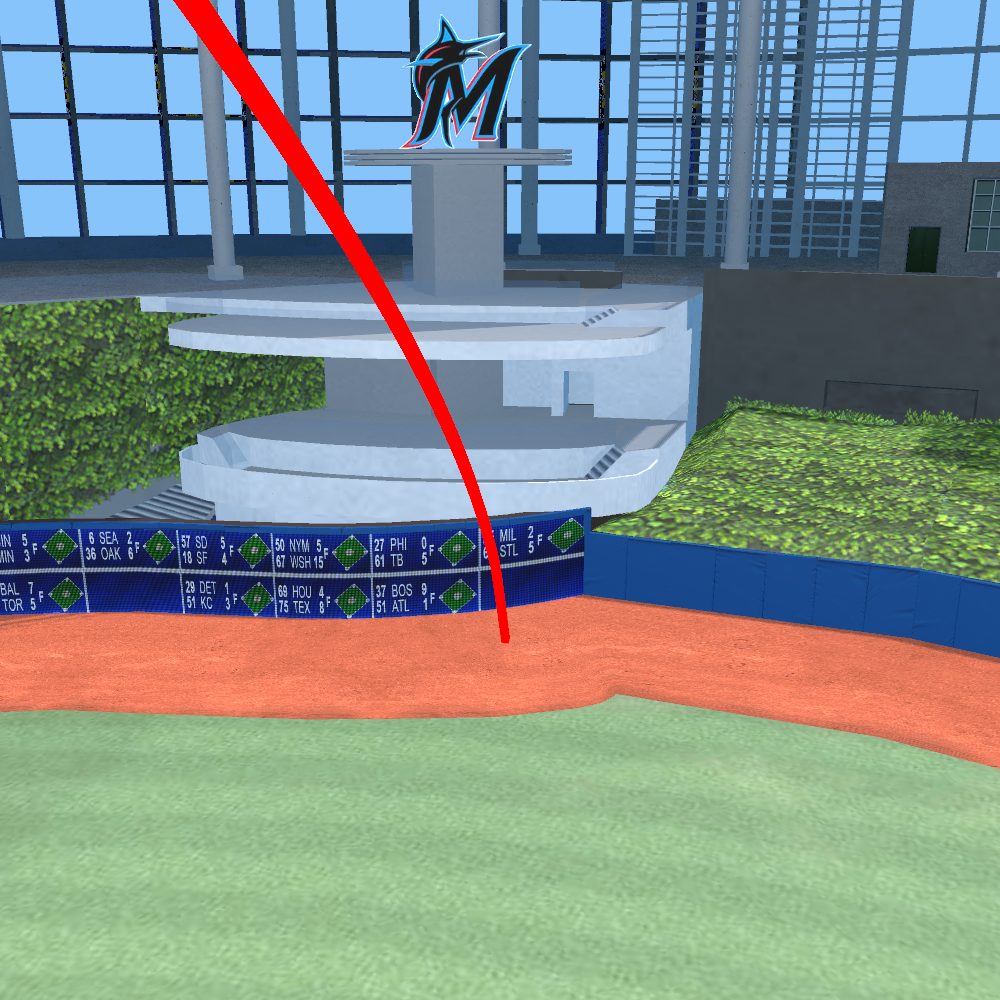 M
IN 5 F 6 SEA 2 F 57 SD 5 F 50 NYM 5 F 27 PHI 0 F MIL 2 F
MIN 3 36 OAK 6 18 SF 4 67 WSH 15 61 TB 5 STL 5
BAL 7 F 29 DET 1 F 69 HOU 4 F 37 BOS 9 F
TOR 5 51 KC 3 75 TEX 8 51 ATL 1